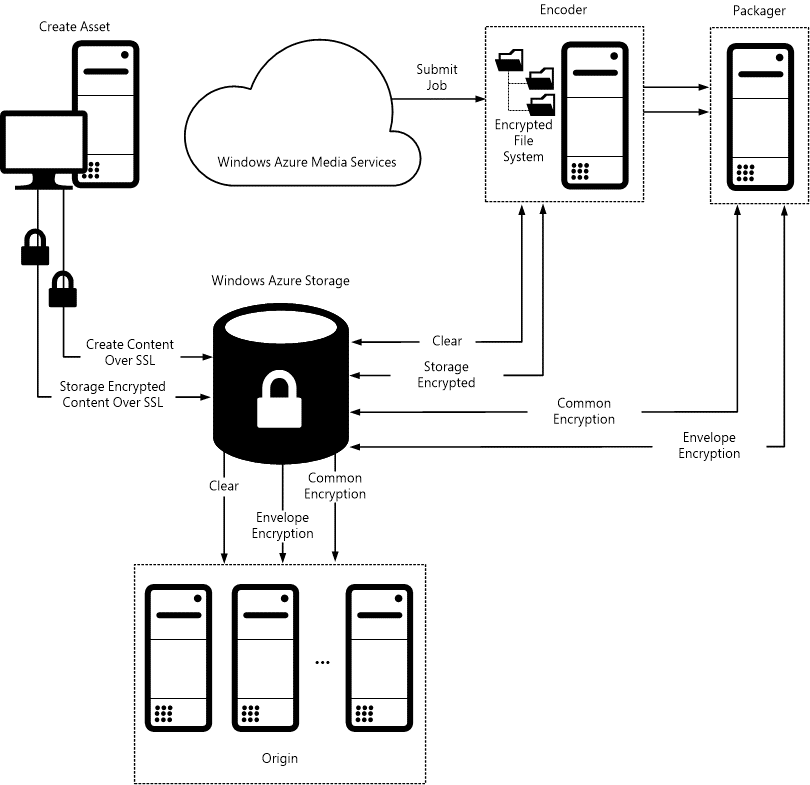 Create Asset
Encoder
Packager
Submit
Job
Encrypted
File
System
Windows Azure Media Services
Windows Azure Storage
Create Content
Over SSL
Storage Encrypted
Content Over SSL
Clear
Storage
Encrypted
Common
Encryption
Envelope
Encryption
Clear
Envelope
Encryption
Common
Encryption
...
Origin